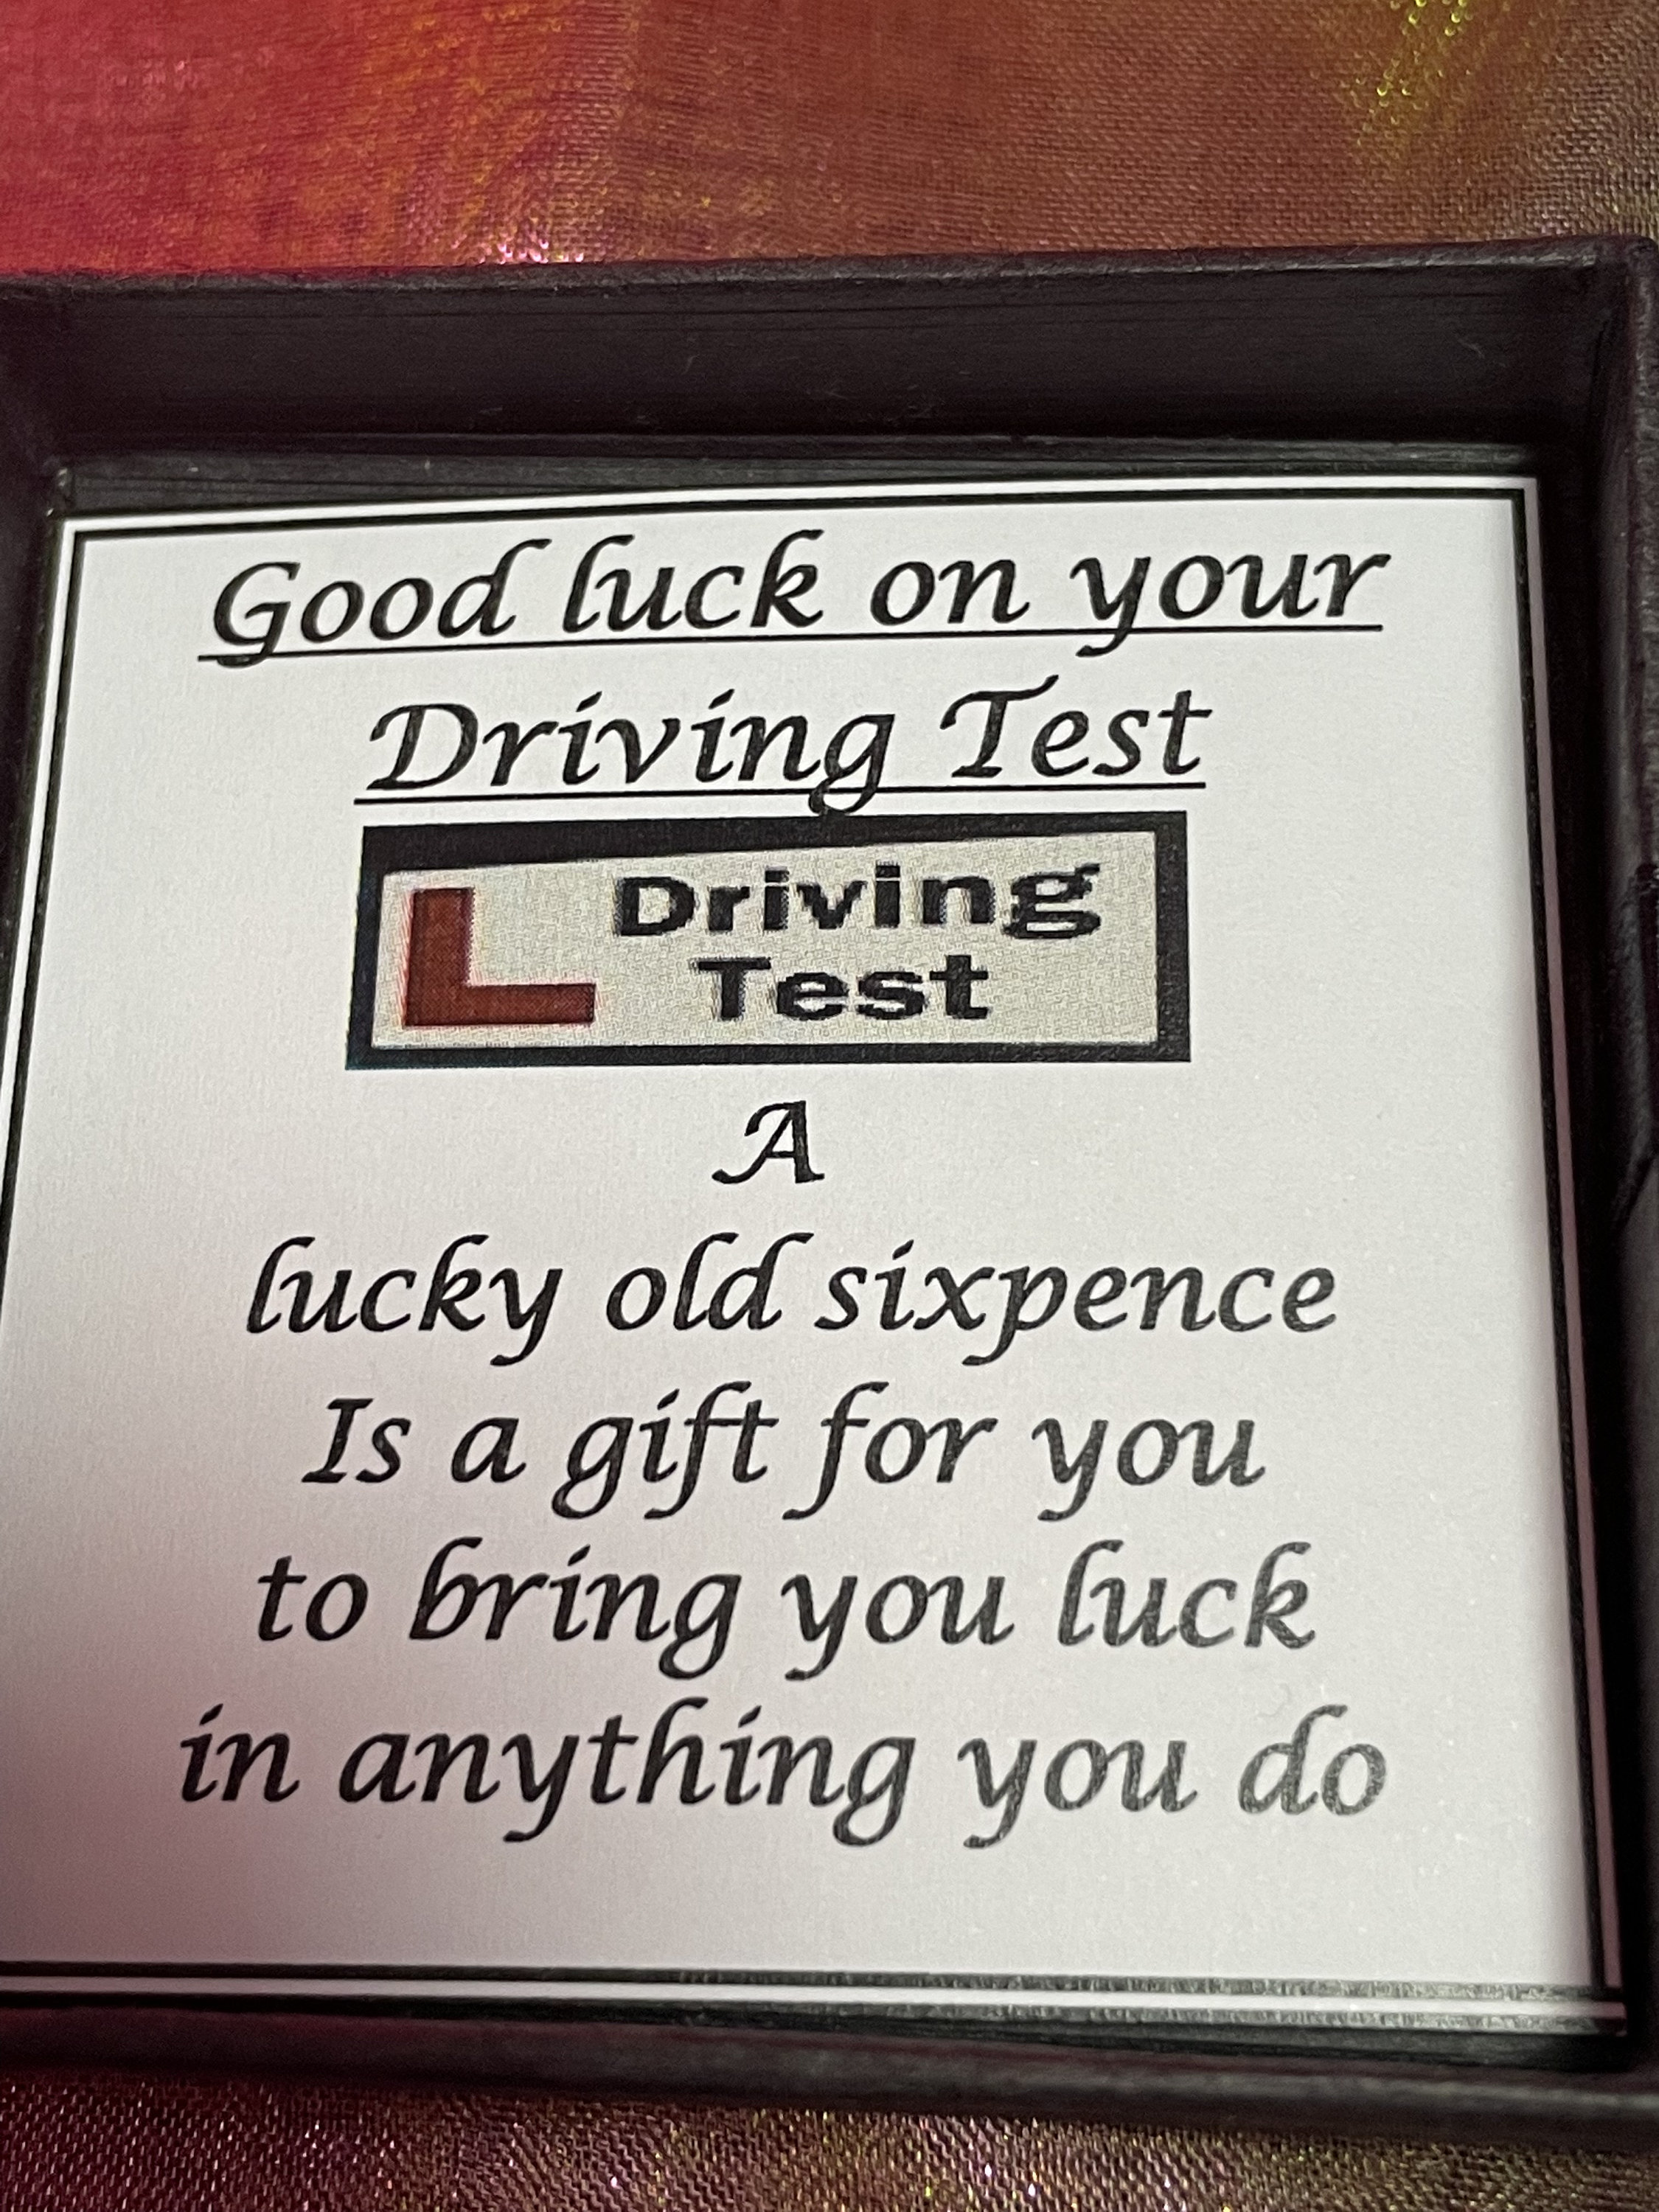 Good luck on your
Driving Test
L Driving
Test
A
lucky old sixpence
Is a gift for you
to bring you luck
in anything you do